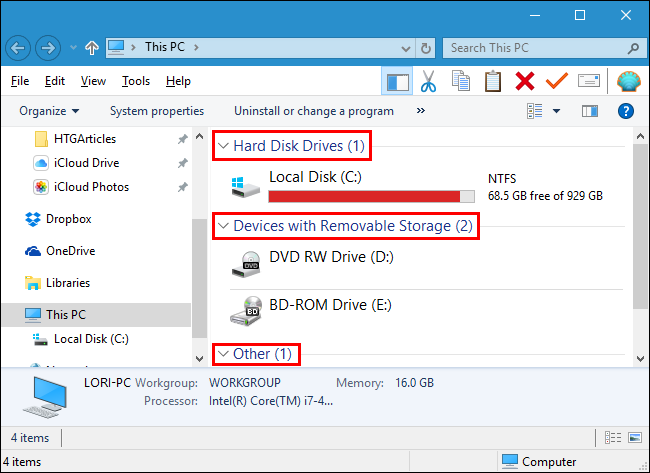 This PC
Search This PC
File Edit View Tools Help
Organize System properties Uninstall or change a program »
HTGArticles
iCloud Drive
iCloud Photos
Dropbox
OneDrive
Libraries
This PC
Local Disk (C:)
Hard Disk Drives (1)
Local Disk (C:)
NTFS
68.5 GB free of 929 GB
Devices with Removable Storage (2)
DVD RW Drive (D:)
DVD
BD-ROM Drive (E:)
BD
Other (1)
LORI-PC Workgroup: WORKGROUP Memory: 16.0 GB
Processor: Intel(R) Core(TM) i7-4...
4 items
4 items Computer